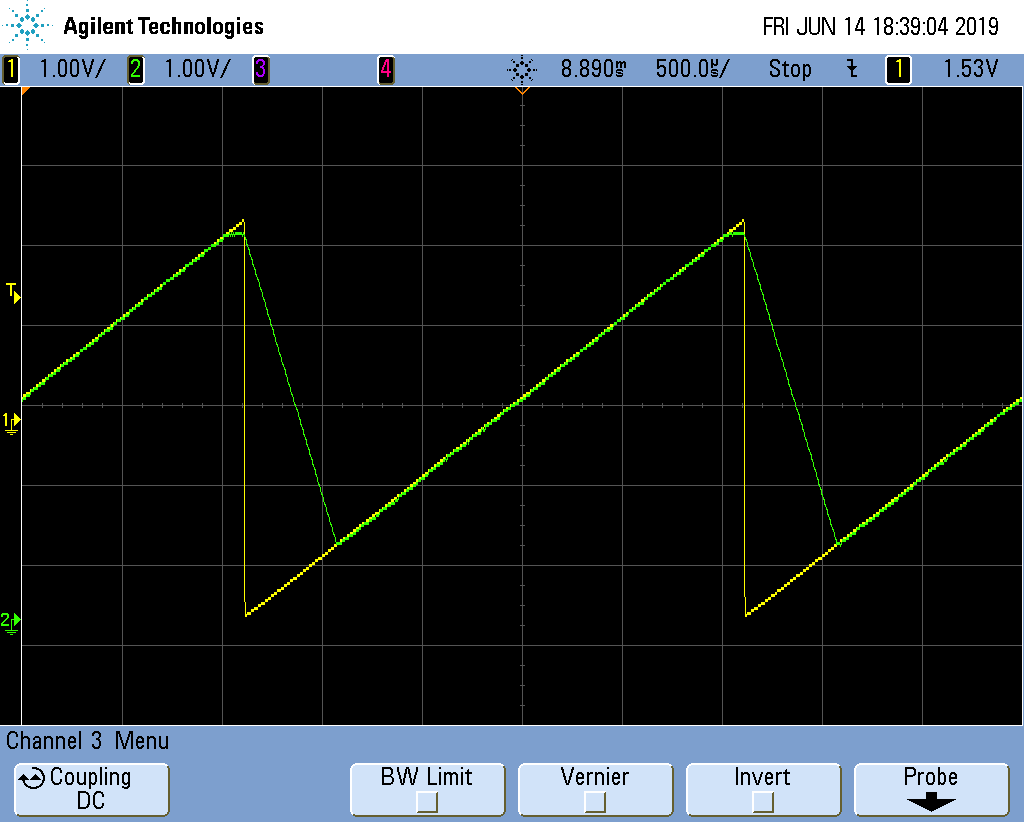 Agilent Technologies FRI JUN 14 18:39:04 2019
1 1.00V/ 2 1.00V/ 3 4 8.890ms 500.0µs/ Stop 1 1.53V
T
1
2
Channel 3 Menu
Coupling BW Limit Vernier Invert Probe
DC